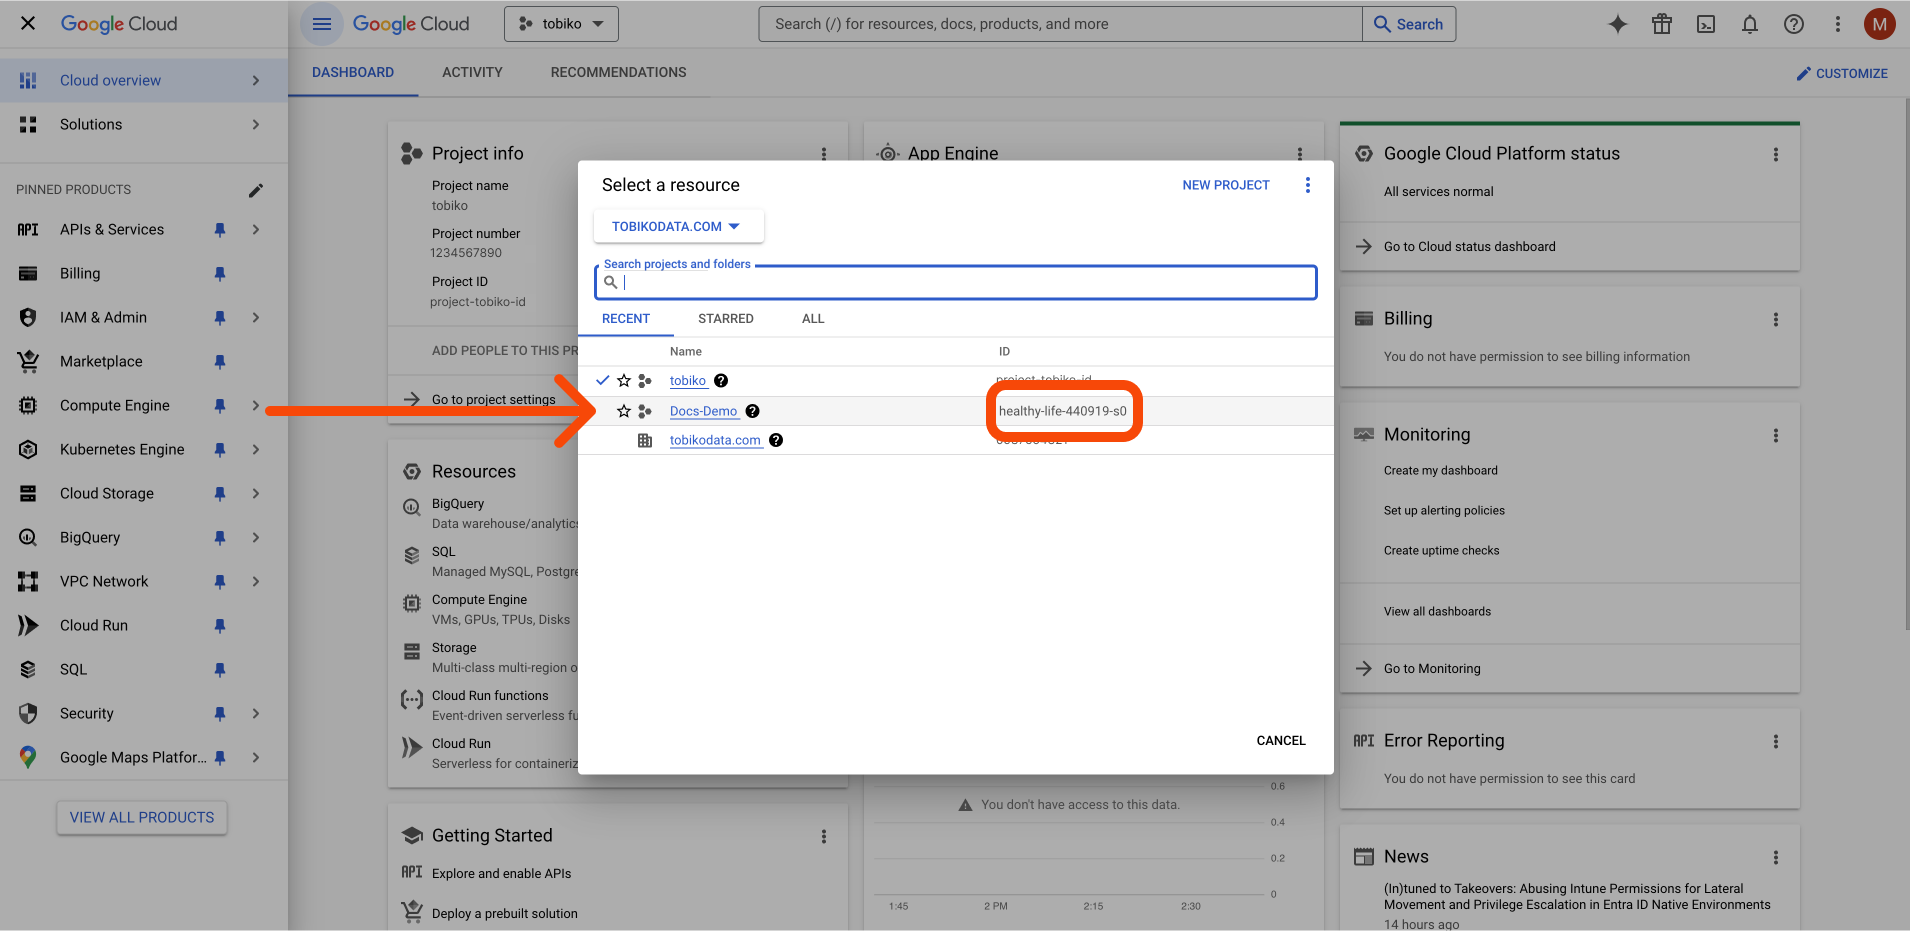 Google Cloud
Cloud overview
Solutions
PINNED PRODUCTS
API APIs & Services
Billing
IAM & Admin
Marketplace
Compute Engine
Kubernetes Engine
Cloud Storage
BigQuery
VPC Network
Cloud Run
SQL
Security
Google Maps Platfor...
VIEW ALL PRODUCTS
Google Cloud
tobiko
Search (/) for resources, docs, products, and more
Search
M
DASHBOARD
ACTIVITY
RECOMMENDATIONS
CUSTOMIZE
Project info
Project name
tobiko
Project number
1234567890
Project ID
project-tobiko-id
ADD PEOPLE TO THIS PR
Go to project settings
Resources
BigQuery
Data warehouse/analytics
SQL
Managed MySQL, Postgre
Compute Engine
VMs, GPUs, TPUs, Disks
Storage
Multi-class multi-region o
Cloud Run functions
Event-driven serverless fu
Cloud Run
Serverless for containeriz
Getting Started
API Explore and enable APIs
Deploy a prebuilt solution
App Engine
Select a resource
NEW PROJECT
TOBIKODATA.COM
Search projects and folders
RECENT
STARRED
ALL
Name
ID
tobiko
project-tobiko-id
Docs-Demo
healthy-life-440919-s0
tobikodata.com
CANCEL
You don't have access to this data.
0.6
0.4
0.2
0
1:45
2 PM
2:15
2:30
Google Cloud Platform status
All services normal
Go to Cloud status dashboard
Billing
You do not have permission to see billing information
Monitoring
Create my dashboard
Set up alerting policies
Create uptime checks
View all dashboards
Go to Monitoring
API Error Reporting
You do not have permission to see this card
News
(In)tuned to Takeovers: Abusing Intune Permissions for Lateral
Movement and Privilege Escalation in Entra ID Native Environments
14 hours ago